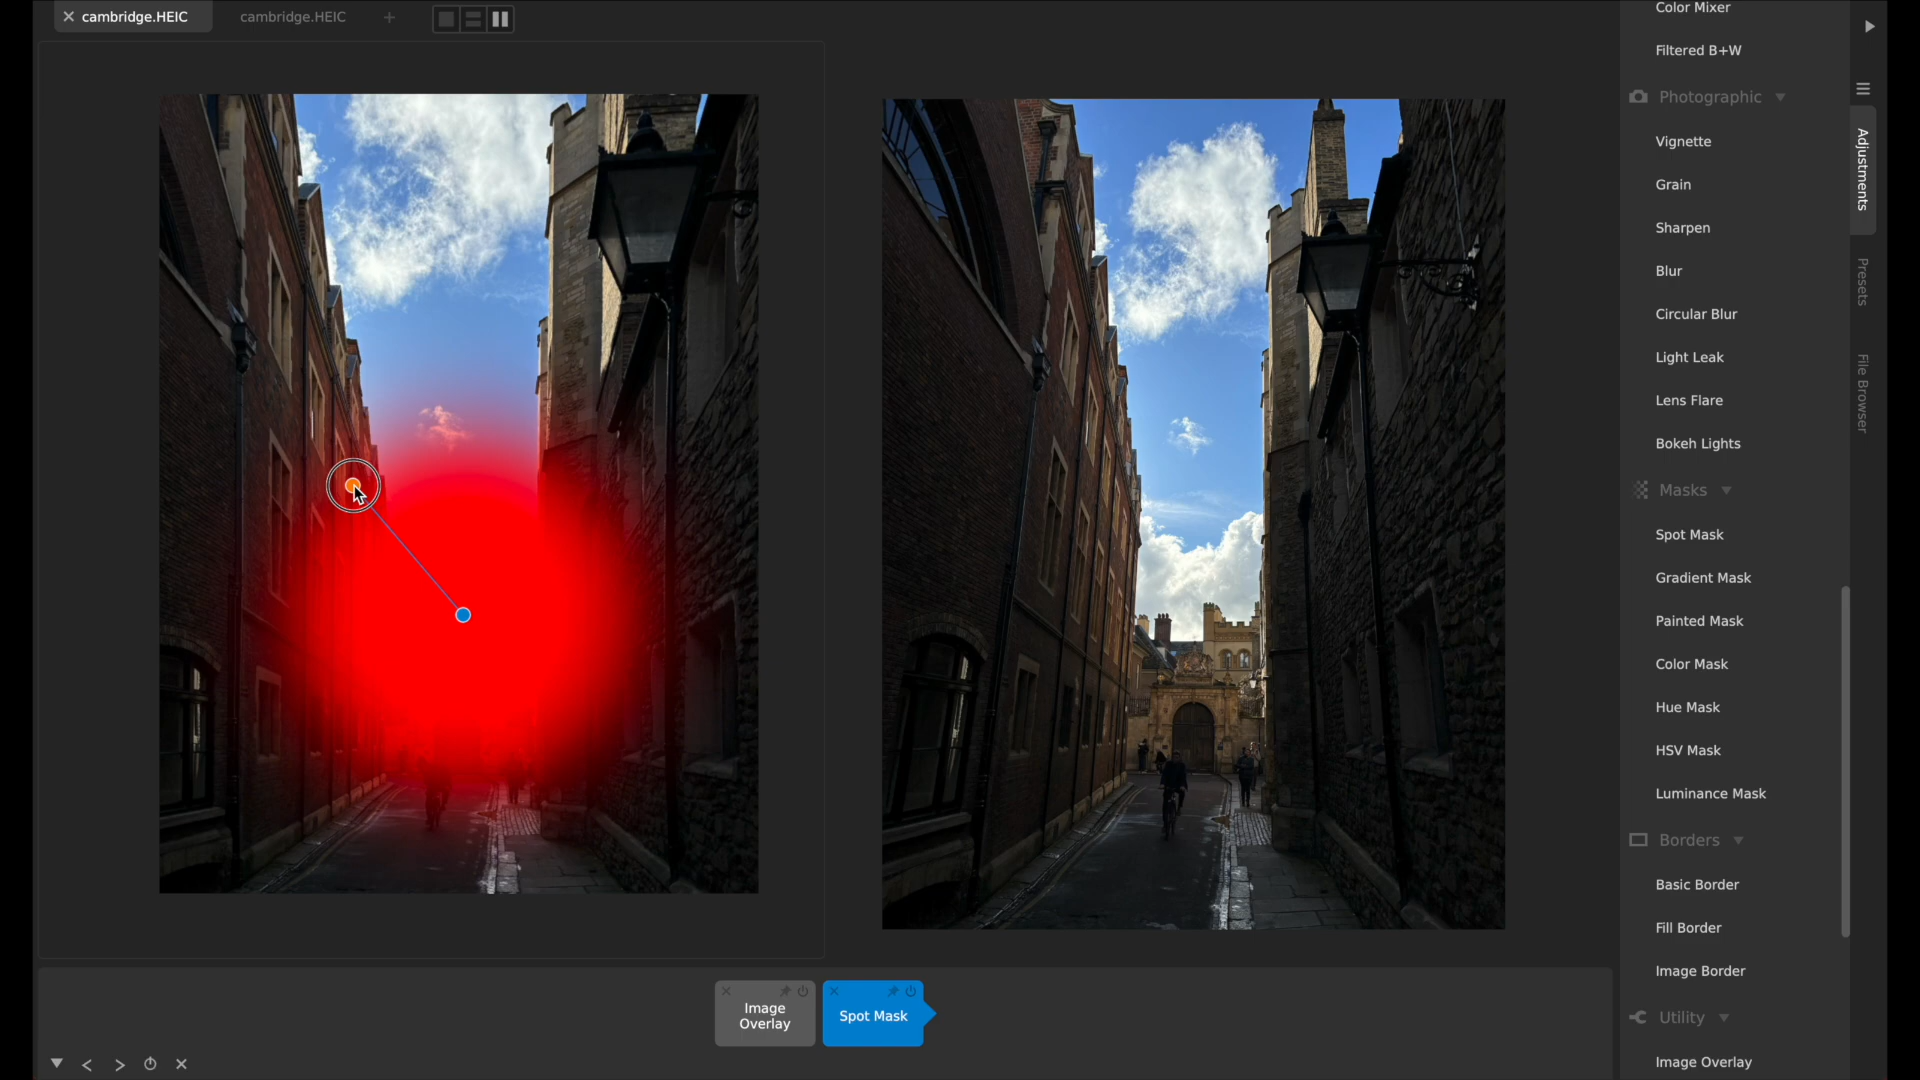 cambridge.HEIC
cambridge.HEIC
Color Mixer
Filtered B+W
Photographic
Vignette
Grain
Sharpen
Blur
Circular Blur
Light Leak
Lens Flare
Bokeh Lights
Masks
Spot Mask
Gradient Mask
Painted Mask
Color Mask
Hue Mask
HSV Mask
Luminance Mask
Borders
Basic Border
Fill Border
Image Border
Utility
Image Overlay
Adjustments
Presets
File Browser
Image
Overlay
Spot Mask